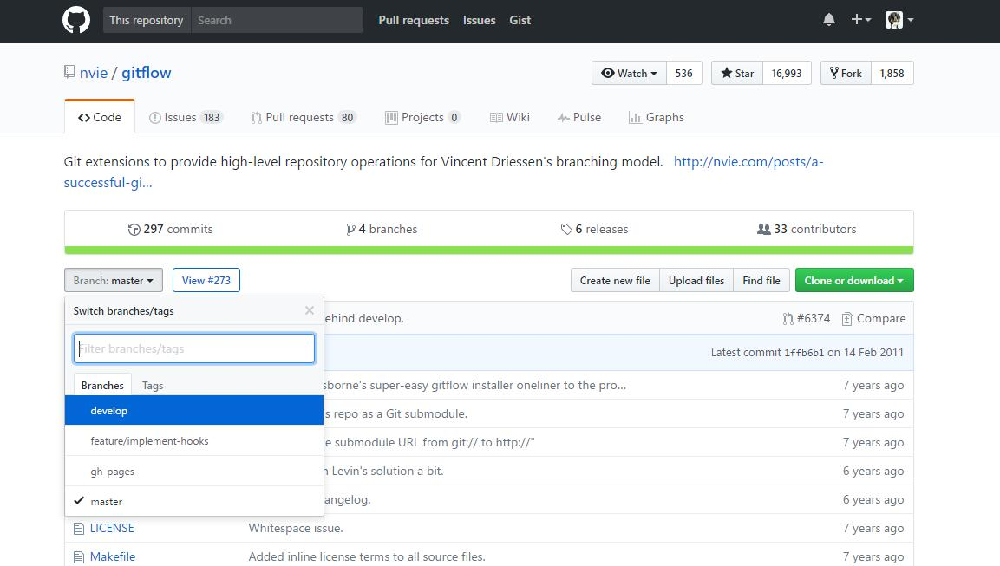 This repository Search Pull requests Issues Gist
nvie / gitflow Watch 536 Star 16,993 Fork 1,858
Code Issues 183 Pull requests 80 Projects 0 Wiki Pulse Graphs
Git extensions to provide high-level repository operations for Vincent Driessen's branching model. http://nvie.com/posts/a-
successful-gi...
297 commits 4 branches 6 releases 33 contributors
Branch: master View #273 Create new file Upload files Find file Clone or download
Switch branches/tags
behind develop. #6374 Compare
Filter branches/tags
Latest commit 1ffb6b1 on 14 Feb 2011
Branches Tags
sborne's super-easy gitflow installer oneliner to the pro... 7 years ago
develop
s repo as a Git submodule. 7 years ago
feature/implement-hooks
e submodule URL from git:// to http://" 7 years ago
gh-pages
h Levin's solution a bit. 6 years ago
master
angelog. 6 years ago
LICENSE Whitespace issue. 7 years ago
Makefile Added inline license terms to all source files. 7 years ago